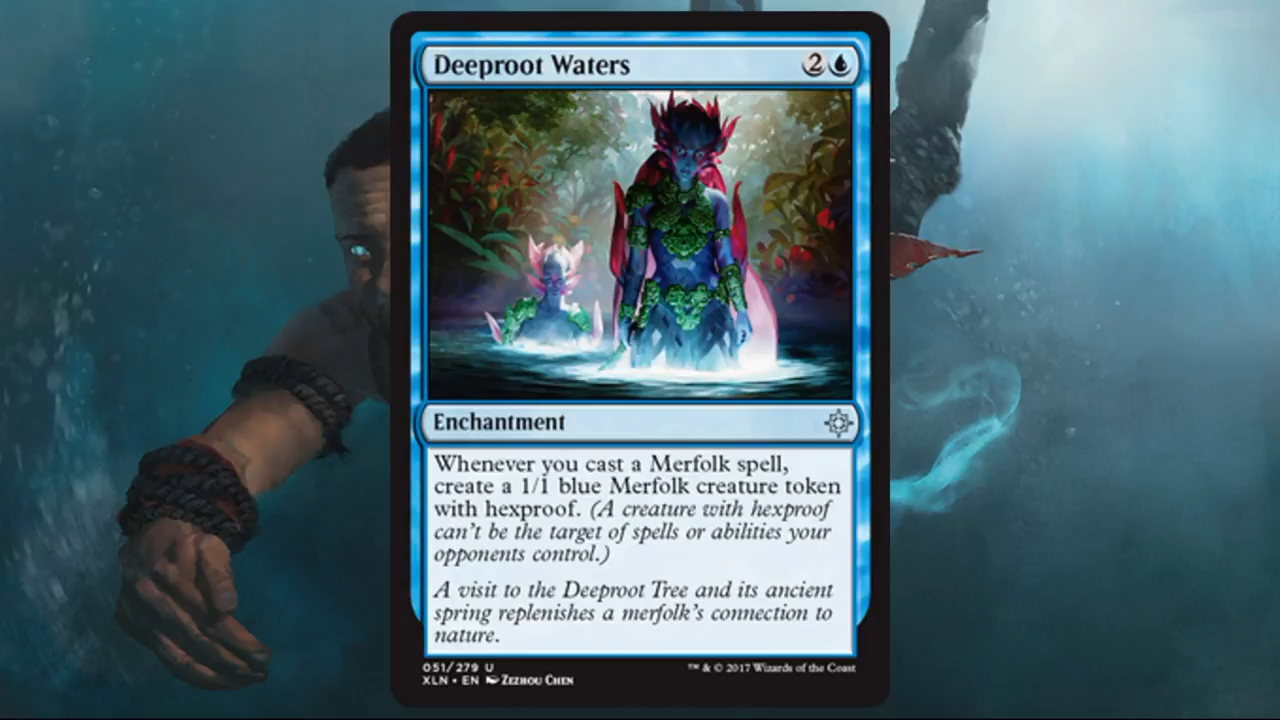 Deeproot Waters 2
Enchantment
Whenever you cast a Merfolk spell,
create a 1/1 blue Merfolk creature token
with hexproof. (A creature with hexproof
can't be the target of spells or abilities your
opponents control.)
A visit to the Deeproot Tree and its ancient
spring replenishes a merfolk's connection to
nature.
051/279 U
™ & © 2017 Wizards of the Coast
XLN • EN Zezhou Chen